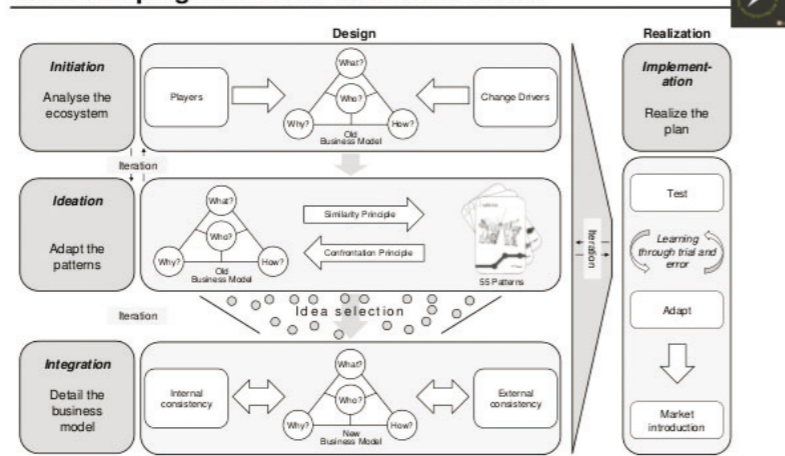 Design
Realization
Initiation
Analyse the
ecosystem
Players
What?
Who?
Why?
How?
Old
Business Model
Change Drivers
Implement-
ation
Realize the
plan
Iteration
Ideation
Adapt the
patterns
What?
Who?
Why?
How?
Old
Business Model
Similarity Principle
Confrontation Principle
55 Patterns
Iteration
Test
Learning
through trial and
error
Adapt
Market
introduction
Idea selection
Iteration
Integration
Detail the
business
model
Internal
consistency
What?
Who?
Why?
How?
New
Business Model
External
consistency